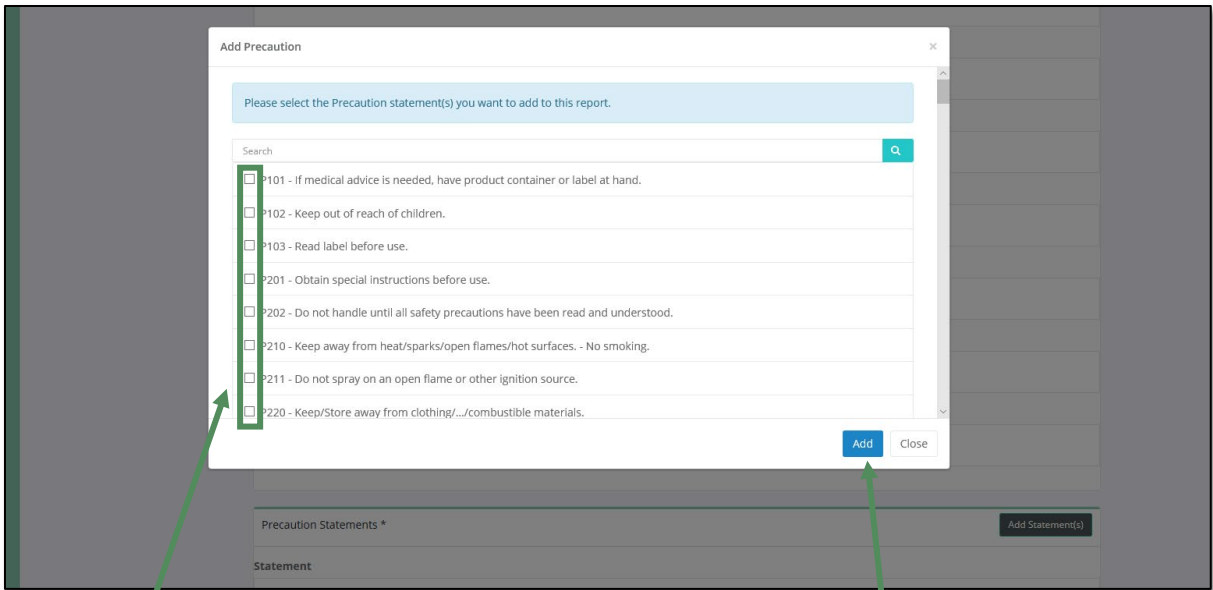 Add Precaution ×
Please select the Precaution statement(s) you want to add to this report.
Search
P101 - If medical advice is needed, have product container or label at hand.
P102 - Keep out of reach of children.
P103 - Read label before use.
P201 - Obtain special instructions before use.
P202 - Do not handle until all safety precautions have been read and understood.
P210 - Keep away from heat/sparks/open flames/hot surfaces. - No smoking.
P211 - Do not spray on an open flame or other ignition source.
P220 - Keep/Store away from clothing/.../combustible materials.
Add Close
Precaution Statements * Add Statement(s)
Statement